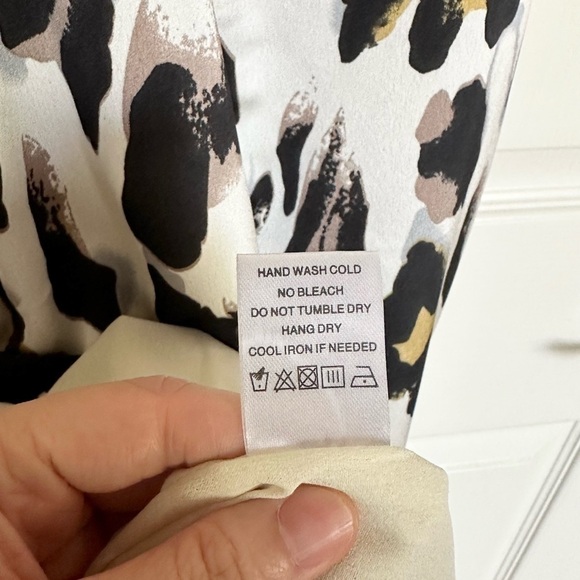 HAND WASH COLD
NO BLEACH
DO NOT TUMBLE DRY
HANG DRY
COOL IRON IF NEEDED